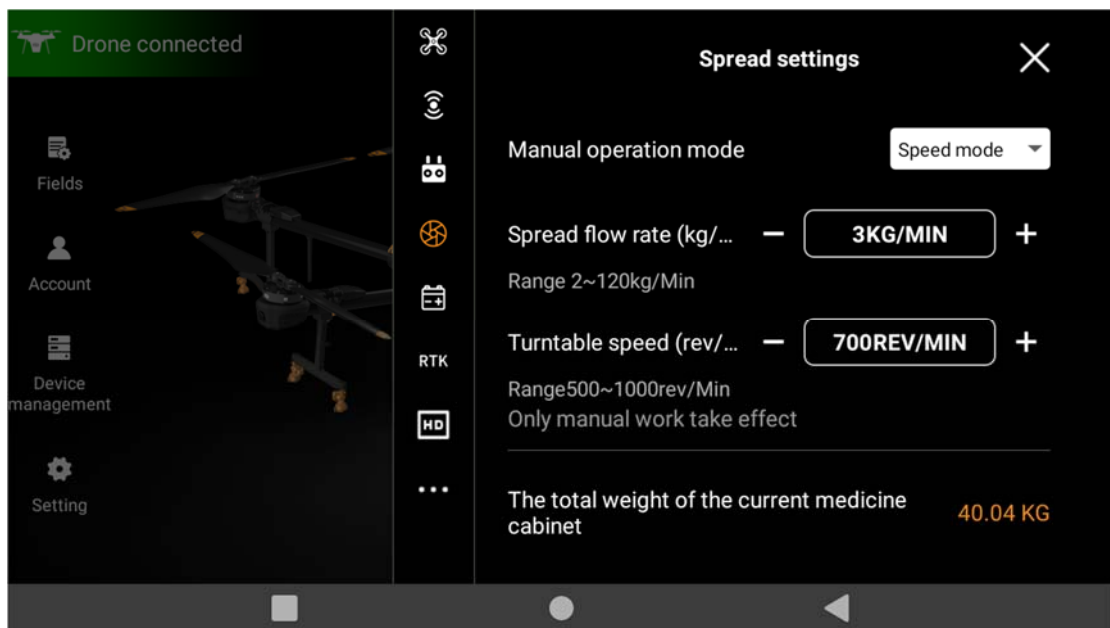 Drone connected
Fields
Account
Device
management
Setting
RTK
HD
Spread settings
Manual operation mode
Speed mode
Spread flow rate (kg/...
3KG/MIN
Range 2~120kg/Min
Turntable speed (rev/...
700REV/MIN
Range500~1000rev/Min
Only manual work take effect
The total weight of the current medicine
cabinet
40.04 KG